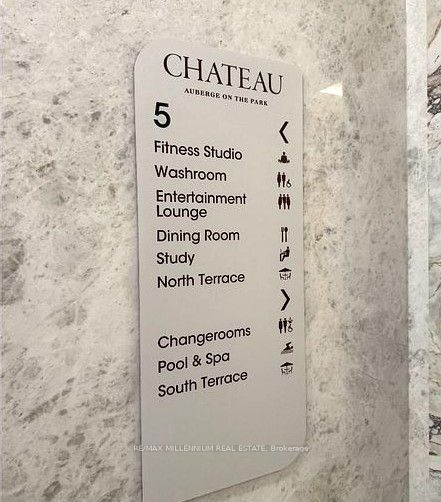 CHATEAU
AUBERGE ON THE PARK
5
Fitness Studio
Washroom
Entertainment
Lounge
Dining Room
Study
North Terrace
Changerooms
Pool & Spa
South Terrace
RE/MAX MILLENNIUM REAL ESTATE, Brokerage